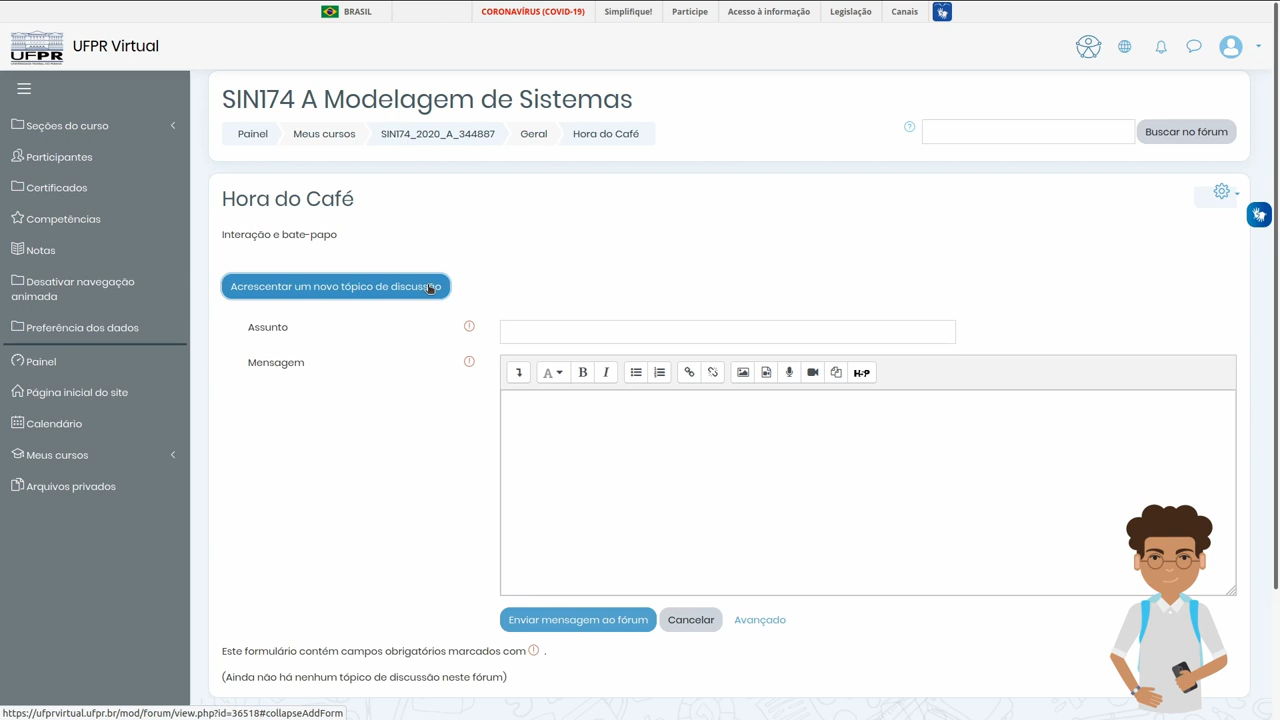 BRASIL
CORONAVÍRUS (COVID-19)
Simplifique!
Participe
Acesso à informação
Legislação
Canais
UFPR
UFPR Virtual
SIN174 A Modelagem de Sistemas
Painel
Meus cursos
SIN174_2020_A_344887
Geral
Hora do Café
Buscar no fórum
Seções do curso
Participantes
Certificados
Competências
Notas
Desativar navegação
animada
Preferência dos dados
Painel
Página inicial do site
Calendário
Meus cursos
Arquivos privados
Hora do Café
Interação e bate-papo
Acrescentar um novo tópico de discussão
Assunto
Mensagem
A
B
I
H-P
Enviar mensagem ao fórum
Cancelar
Avançado
Este formulário contém campos obrigatórios marcados com .
(Ainda não há nenhum tópico de discussão neste fórum)
https://ufprvirtual.ufpr.br/mod/forum/view.php?id=36518#collapseAddForm